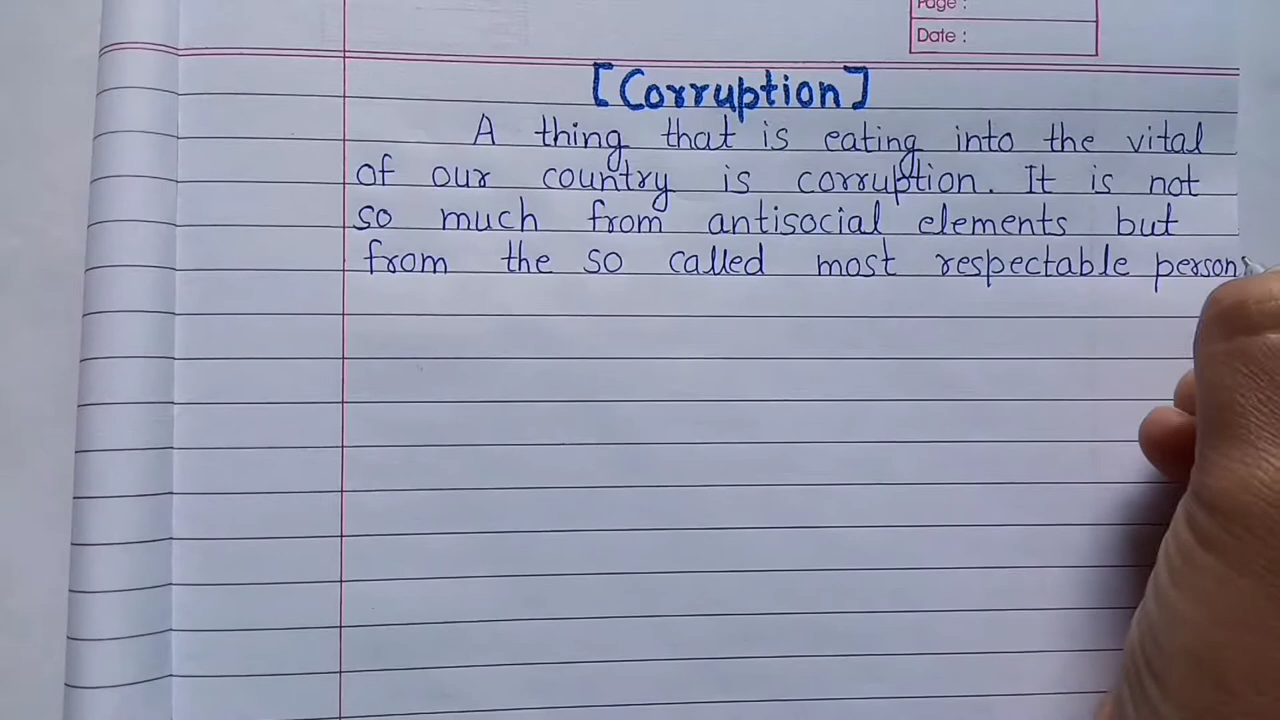 Page :
Date :
[Corruption]
A thing that is eating into the vital
of our country is corruption. It is not
so much from antisocial elements but
from the so called most respectable persons